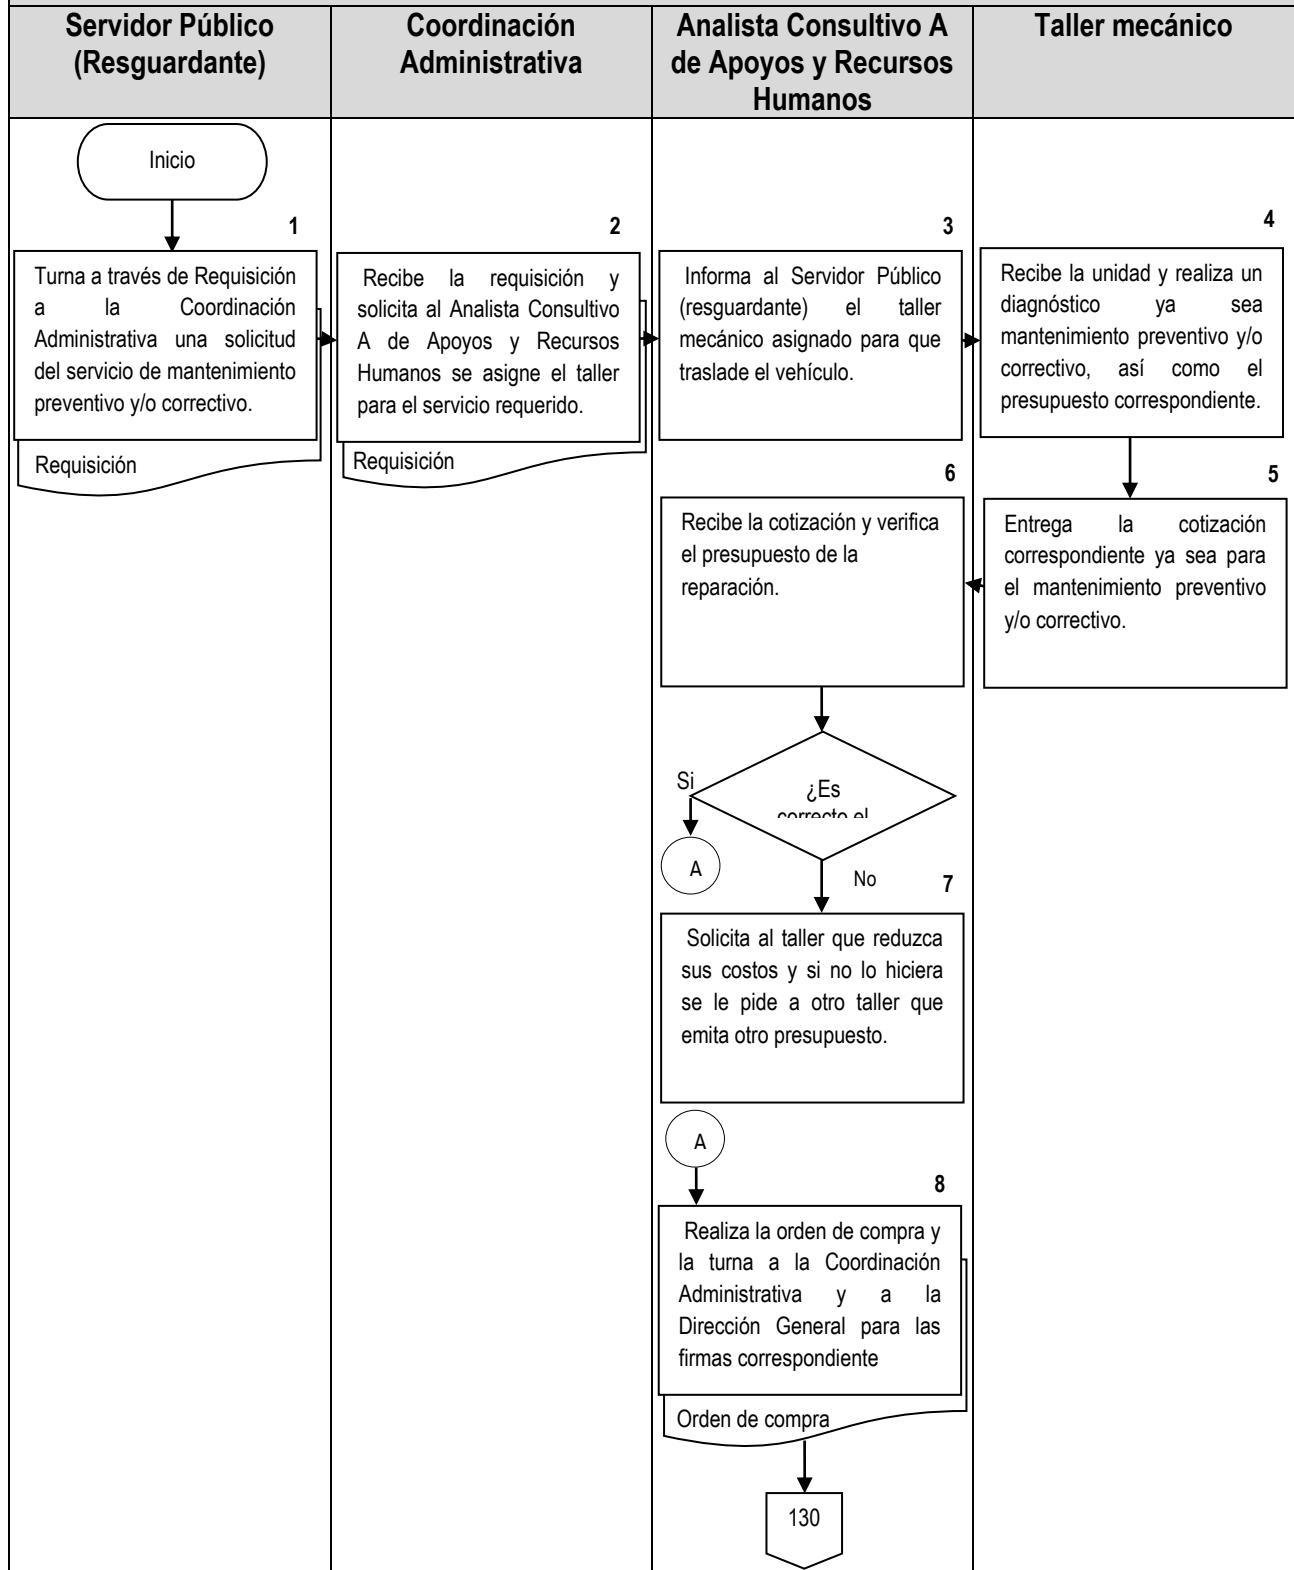 Servidor Público
(Resguardante)
Coordinación
Administrativa
Analista Consultivo A
de Apoyos y Recursos
Humanos
Taller mecánico
Inicio
1
Turna a través de Requisición
a la Coordinación
Administrativa una solicitud
del servicio de mantenimiento
preventivo y/o correctivo.
Requisición
2
Recibe la requisición y
solicita al Analista Consultivo
A de Apoyos y Recursos
Humanos se asigne el taller
para el servicio requerido.
Requisición
3
Informa al Servidor Público
(resguardante) el taller
mecánico asignado para que
traslade el vehículo.
4
Recibe la unidad y realiza un
diagnóstico ya sea
mantenimiento preventivo y/o
correctivo, así como el
presupuesto correspondiente.
5
Entrega la cotización
correspondiente ya sea para
el mantenimiento preventivo
y/o correctivo.
6
Recibe la cotización y verifica
el presupuesto de la
reparación.
Si
¿Es
correcto el
A
No
7
Solicita al taller que reduzca
sus costos y si no lo hiciera
se le pide a otro taller que
emita otro presupuesto.
A
8
Realiza la orden de compra y
la turna a la Coordinación
Administrativa y a la
Dirección General para las
firmas correspondiente
Orden de compra
130